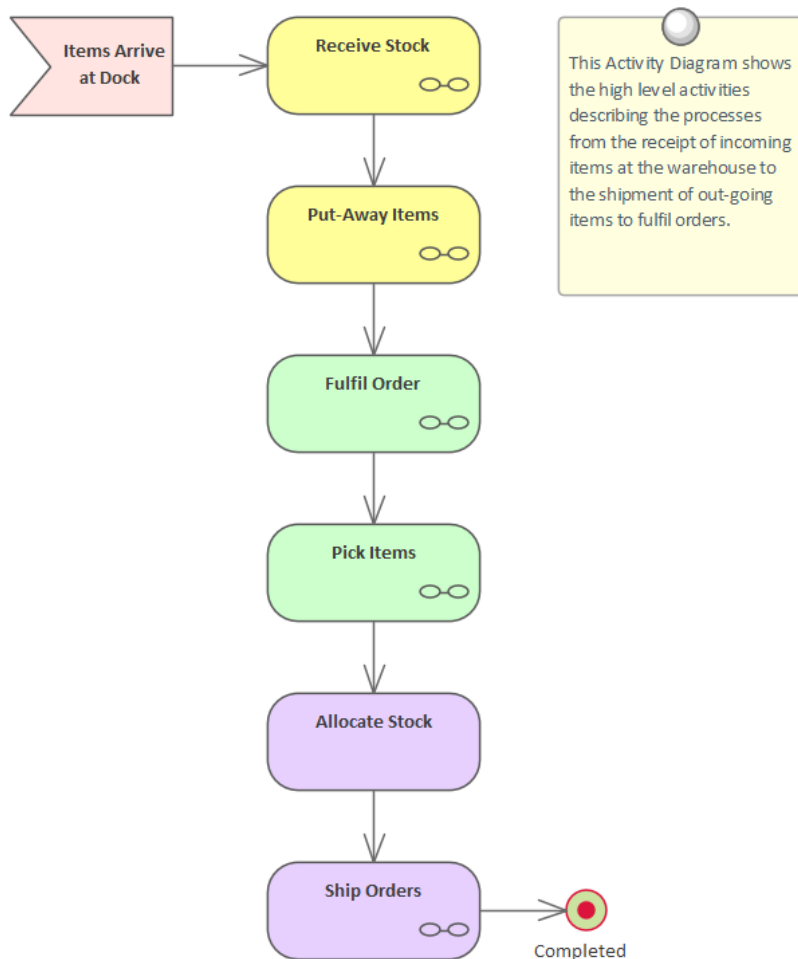 Items Arrive
at Dock
Receive Stock
This Activity Diagram shows
the high level activities
describing the processes
from the receipt of incoming
items at the warehouse to
the shipment of out-going
items to fulfil orders.
Put-Away Items
Fulfil Order
Pick Items
Allocate Stock
Ship Orders
Completed